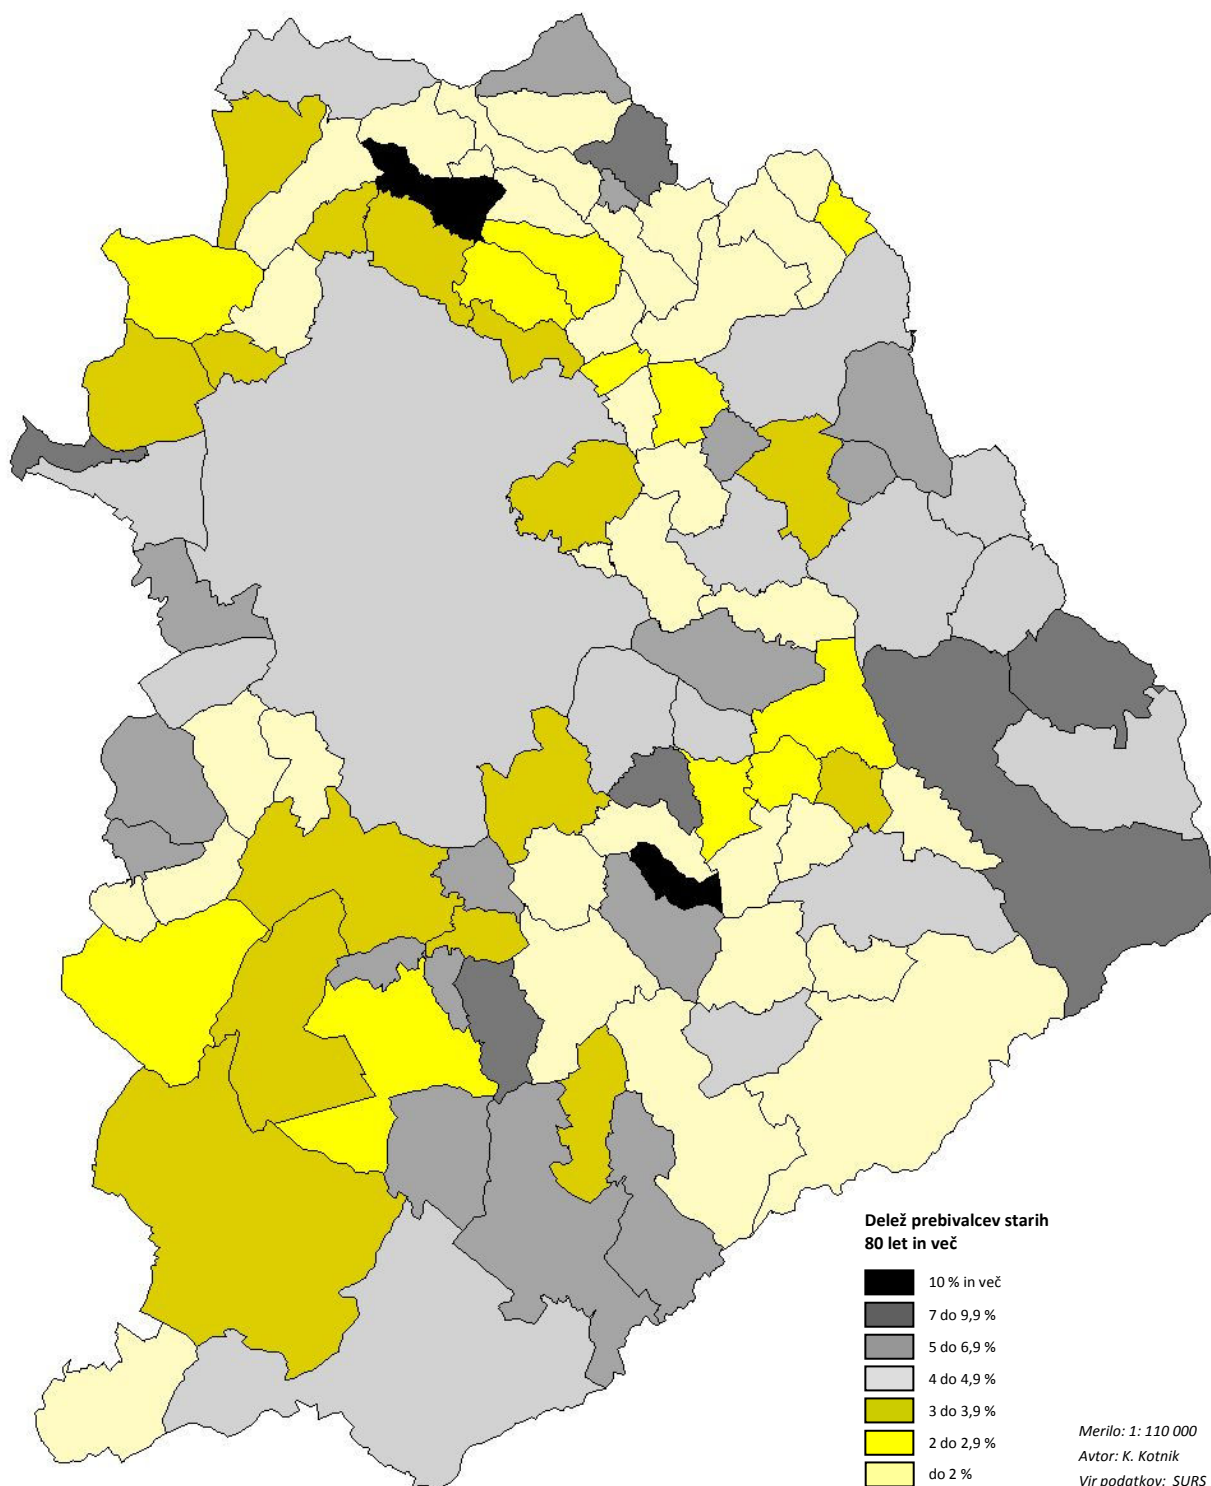 Delež prebivalcev starih
80 let in več
10 % in več
7 do 9,9 %
5 do 6,9 %
4 do 4,9 %
3 do 3,9 %
2 do 2,9 %
do 2 %
Merilo: 1: 110 000
Avtor: K. Kotnik
Vir podatkov: SURS